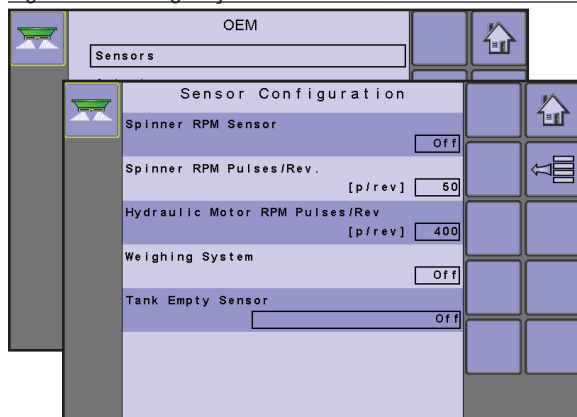 OEM
Sensors
Sensor Configuration
Spinner RPM Sensor
Off
Spinner RPM Pulses/Rev.
[p/rev] 50
Hydraulic Motor RPM Pulses/Rev
[p/rev] 400
Weighing System
Off
Tank Empty Sensor
Off